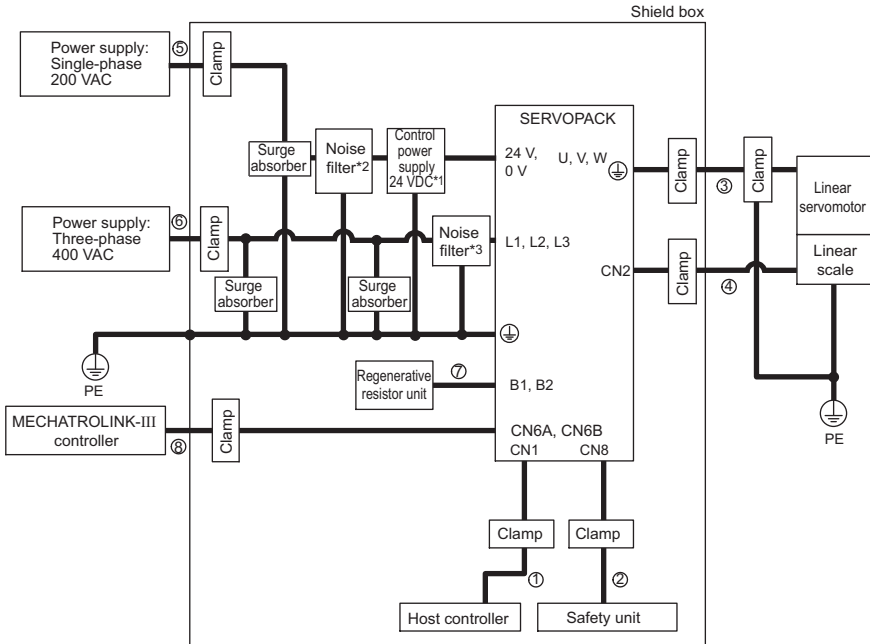 Shield box
Power supply:
Single-phase
200 VAC
⑤
Clamp
Surge
absorber
Noise
filter*2
Control
power
supply
24 VDC*1
SERVOPACK
24 V,
0 V
U, V, W
Clamp
③
Clamp
Linear
servomotor
Power supply:
Three-phase
400 VAC
⑥
Clamp
Noise
filter*3
L1, L2, L3
Surge
absorber
Surge
absorber
CN2
Clamp
④
Linear
scale
PE
PE
Regenerative
resistor unit
⑦
B1, B2
MECHATROLINK-III
controller
⑧
Clamp
CN6A, CN6B
CN1
CN8
Clamp
Clamp
①
②
Host controller
Safety unit